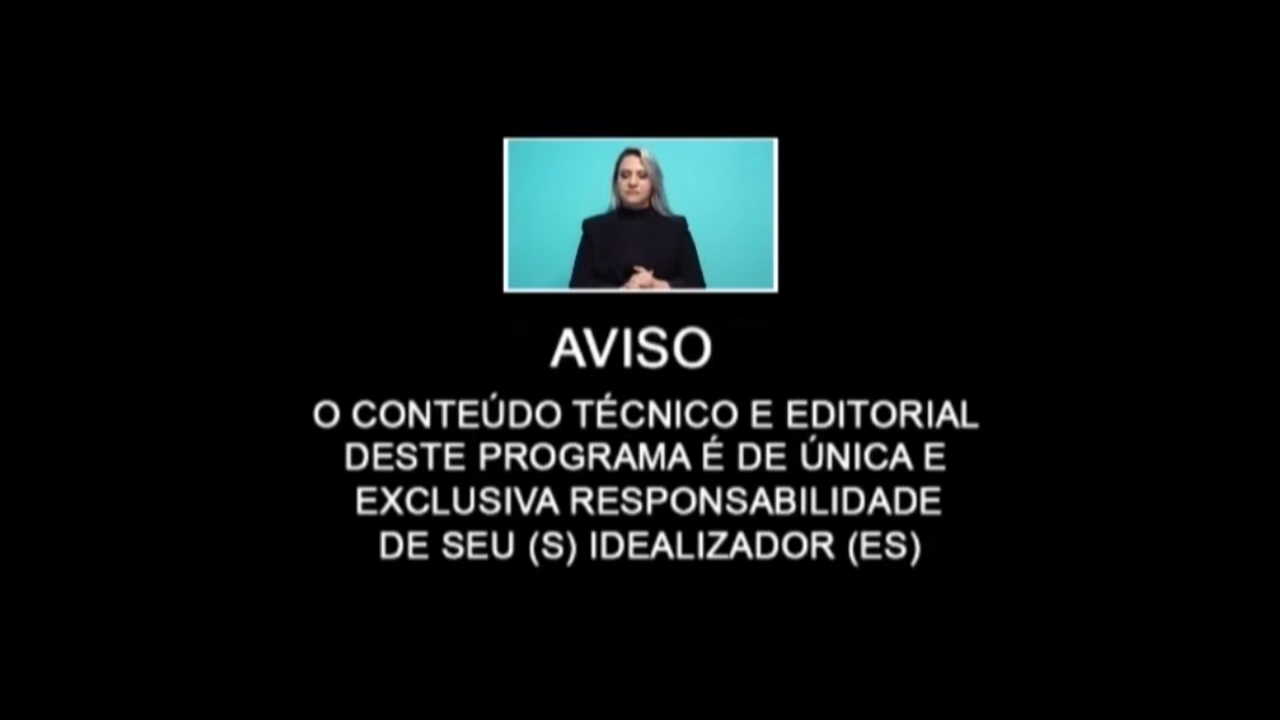 AVISO
O CONTEÚDO TÉCNICO E EDITORIAL
DESTE PROGRAMA É DE ÚNICA E
EXCLUSIVA RESPONSABILIDADE
DE SEU (S) IDEALIZADOR (ES)